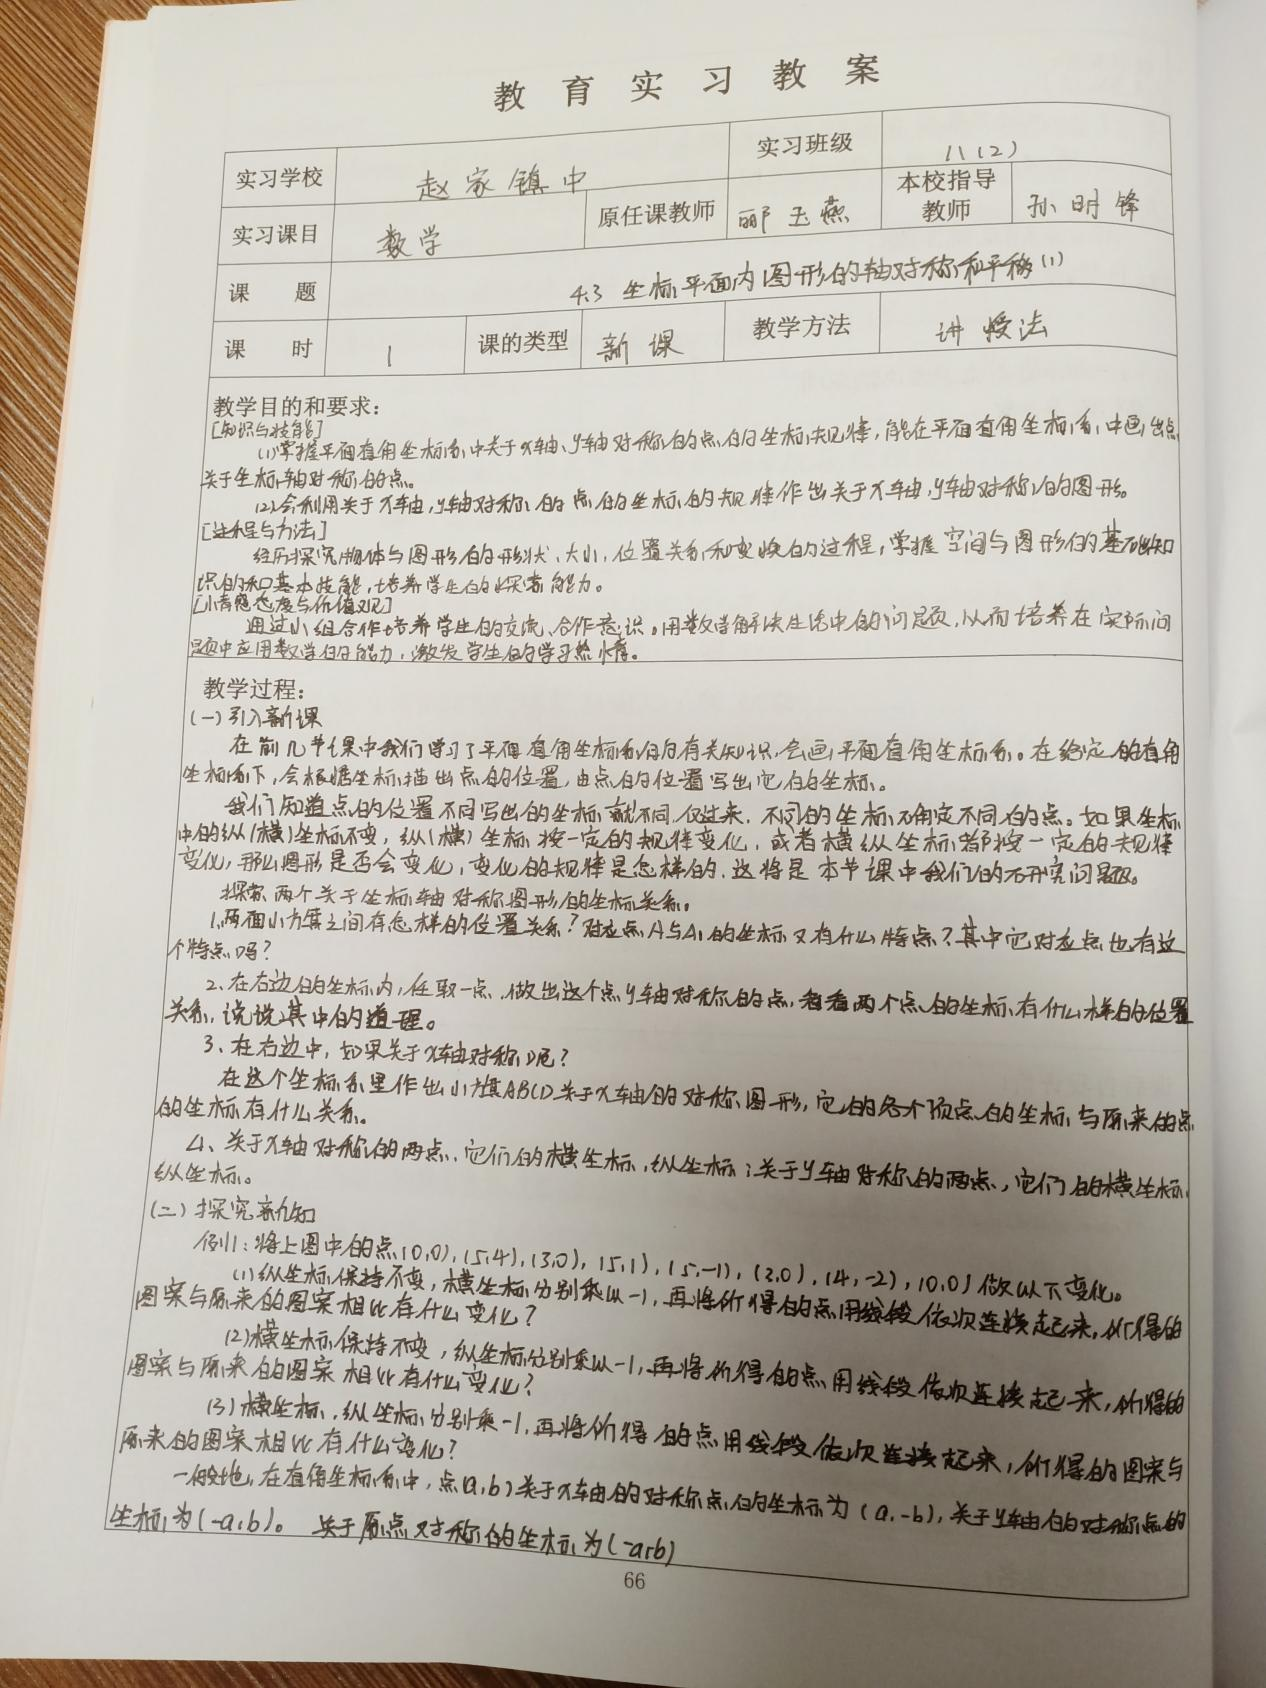 教育实习教案
实习学校 赵家镇中 实习班级 八(2)
实习课目 数学 原任课教师 郦玉燕 本校指导教师 孙明锋
课 题 4.3 坐标平面内图形的轴对称和平移(1)
课 时 1 课的类型 新课 教学方法 讲授法
教学目的和要求:
[知识与技能]
(1)掌握平面直角坐标系中关于x轴、y轴对称的点的坐标规律,能在平面直角坐标系中画出点
关于坐标轴对称的点。
(2)会利用关于x轴,y轴对称的点的坐标的规律作出关于x轴,y轴对称的图形。
[过程与方法]
经历探究物体与图形的形状、大小、位置关系和变换的过程,掌握空间与图形的基础知
识的和基本技能,培养学生的探索能力。
[情感态度与价值观]
通过小组合作培养学生的交流、合作意识。用数学解决生活中的问题,从而培养在实际问
题中应用数学的能力,激发学生的学习热情。
教学过程:
(一)引入新课
在前几节课中我们学习了平面直角坐标系的有关知识,会画平面直角坐标系。在给定的直角
坐标系下,会根据坐标描出点的位置,由点的位置写出它的坐标。
我们知道点的位置不同写出的坐标就不同,反过来,不同的坐标确定不同的点。如果坐标
中的纵(横)坐标不变,纵(横)坐标按一定的规律变化,或者横纵坐标都按一定的规律
变化,那么图形是否会变化,变化的规律是怎样的,这将是本节课中我们的研究问题。
探索两个关于坐标轴对称图形的坐标关系。
1、两面小旗之间有怎样的位置关系?对应点A与A₁的坐标又有什么特点?其中它对应点也有这
个特点吗?
2、在右边的坐标内,任取一点,做出这个点y轴对称的点,看看两个点的坐标有什么样的位置
关系,说说其中的道理。
3、在右边中,如果关于x轴对称呢?
在这个坐标系里作出小旗ABCD关于x轴的对称图形,它的各个顶点的坐标与原来的点
的坐标有什么关系。
4、关于x轴对称的两点,它们的横坐标,纵坐标;关于y轴对称的两点,它们的横坐标,
纵坐标。
(二)探究新知
例1:将上图中的点(0,0),(5,4),(3,0),(5,1),(5,-1),(3,0),(4,-2),(0,0)做以下变化。
(1)纵坐标保持不变,横坐标分别乘以-1,再将所得的点用线段依次连接起来,所得的
图案与原来的图案相比有什么变化?
(2)横坐标保持不变,纵坐标分别乘以-1,再将所得的点用线段依次连接起来,所得的
图案与原来的图案相比有什么变化?
(3)横坐标,纵坐标分别乘-1,再将所得的点用线段依次连接起来,所得的图案与
原来的图案相比有什么变化?
一般地,在直角坐标系中,点(a,b)关于x轴的对称点的坐标为(a,-b),关于y轴的对称点的
坐标为(-a,b)。关于原点对称的坐标为(-a,b)
66